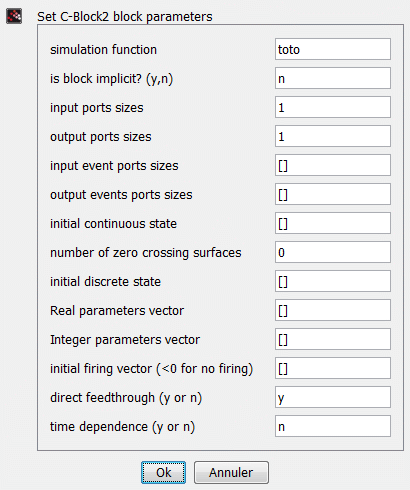 Set C-Block2 block parameters
simulation function toto
is block implicit? (y,n) n
input ports sizes 1
output ports sizes 1
input event ports sizes []
output events ports sizes []
initial continuous state []
number of zero crossing surfaces 0
initial discrete state []
Real parameters vector []
Integer parameters vector []
initial firing vector (<0 for no firing) []
direct feedthrough (y or n) y
time dependence (y or n) n
Ok Annuler